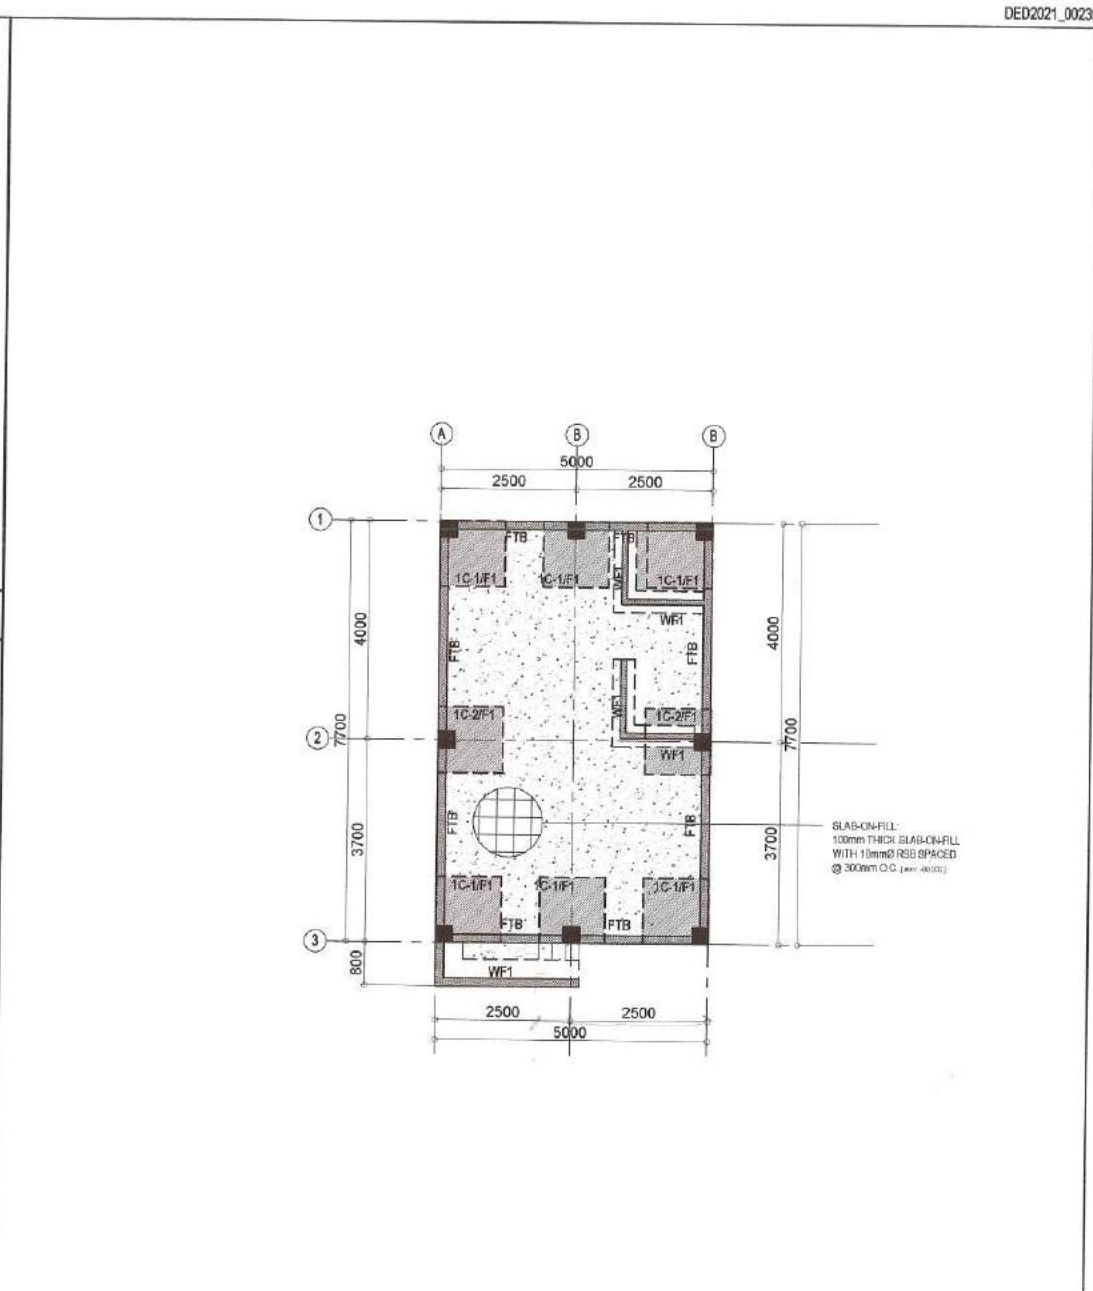 DED2021_0023
A
B
B
5000
2500
2500
1
FTB
FTB
1C-1/F1
1C-1/F1
WF1
1C-1/F1
WF1
4000
4000
FTB
FTB
WF1
1C-2/F1
1C-2/F1
2
7700
7700
WF1
FTB
FTB
3700
3700
SLAB-ON-FILL:
100mm THICK SLAB-ON-FILL
WITH 10mmØ RSB SPACED
@ 300mm O.C.
1C-1/F1
1C-1/F1
1C-1/F1
FTB
FTB
3
800
WF1
2500
2500
5000